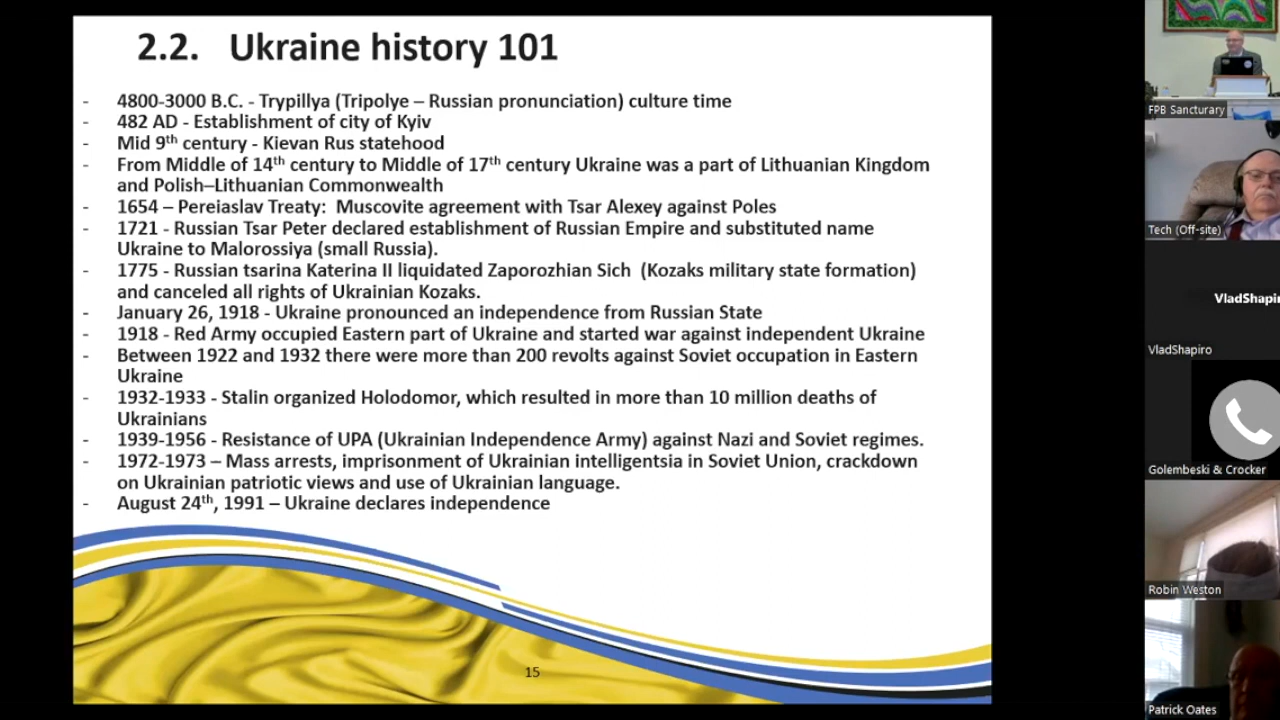 2.2. Ukraine history 101
- 4800-3000 B.C. - Trypillya (Tripolye – Russian pronunciation) culture time
- 482 AD - Establishment of city of Kyiv
- Mid 9th century - Kievan Rus statehood
- From Middle of 14th century to Middle of 17th century Ukraine was a part of Lithuanian Kingdom
and Polish–Lithuanian Commonwealth
- 1654 – Pereiaslav Treaty: Muscovite agreement with Tsar Alexey against Poles
- 1721 - Russian Tsar Peter declared establishment of Russian Empire and substituted name
Ukraine to Malorossiya (small Russia).
- 1775 - Russian tsarina Katerina II liquidated Zaporozhian Sich (Kozaks military state formation)
and canceled all rights of Ukrainian Kozaks.
- January 26, 1918 - Ukraine pronounced an independence from Russian State
- 1918 - Red Army occupied Eastern part of Ukraine and started war against independent Ukraine
- Between 1922 and 1932 there were more than 200 revolts against Soviet occupation in Eastern
Ukraine
- 1932-1933 - Stalin organized Holodomor, which resulted in more than 10 million deaths of
Ukrainians
- 1939-1956 - Resistance of UPA (Ukrainian Independence Army) against Nazi and Soviet regimes.
- 1972-1973 – Mass arrests, imprisonment of Ukrainian intelligentsia in Soviet Union, crackdown
on Ukrainian patriotic views and use of Ukrainian language.
- August 24th, 1991 – Ukraine declares independence
15
FPB Sancturary
Tech (Off-site)
VladShapir
VladShapiro
Golembeski & Crocker
Robin Weston
Patrick Oates